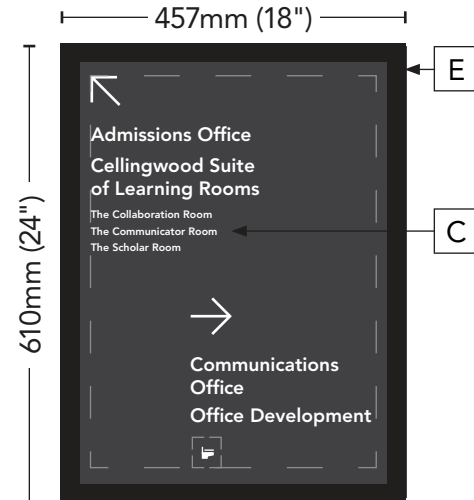 457mm (18")
E
Admissions Office
Cellingwood Suite
of Learning Rooms
The Collaboration Room
The Communicator Room
The Scholar Room
C
610mm (24")
Communications
Office
Office Development